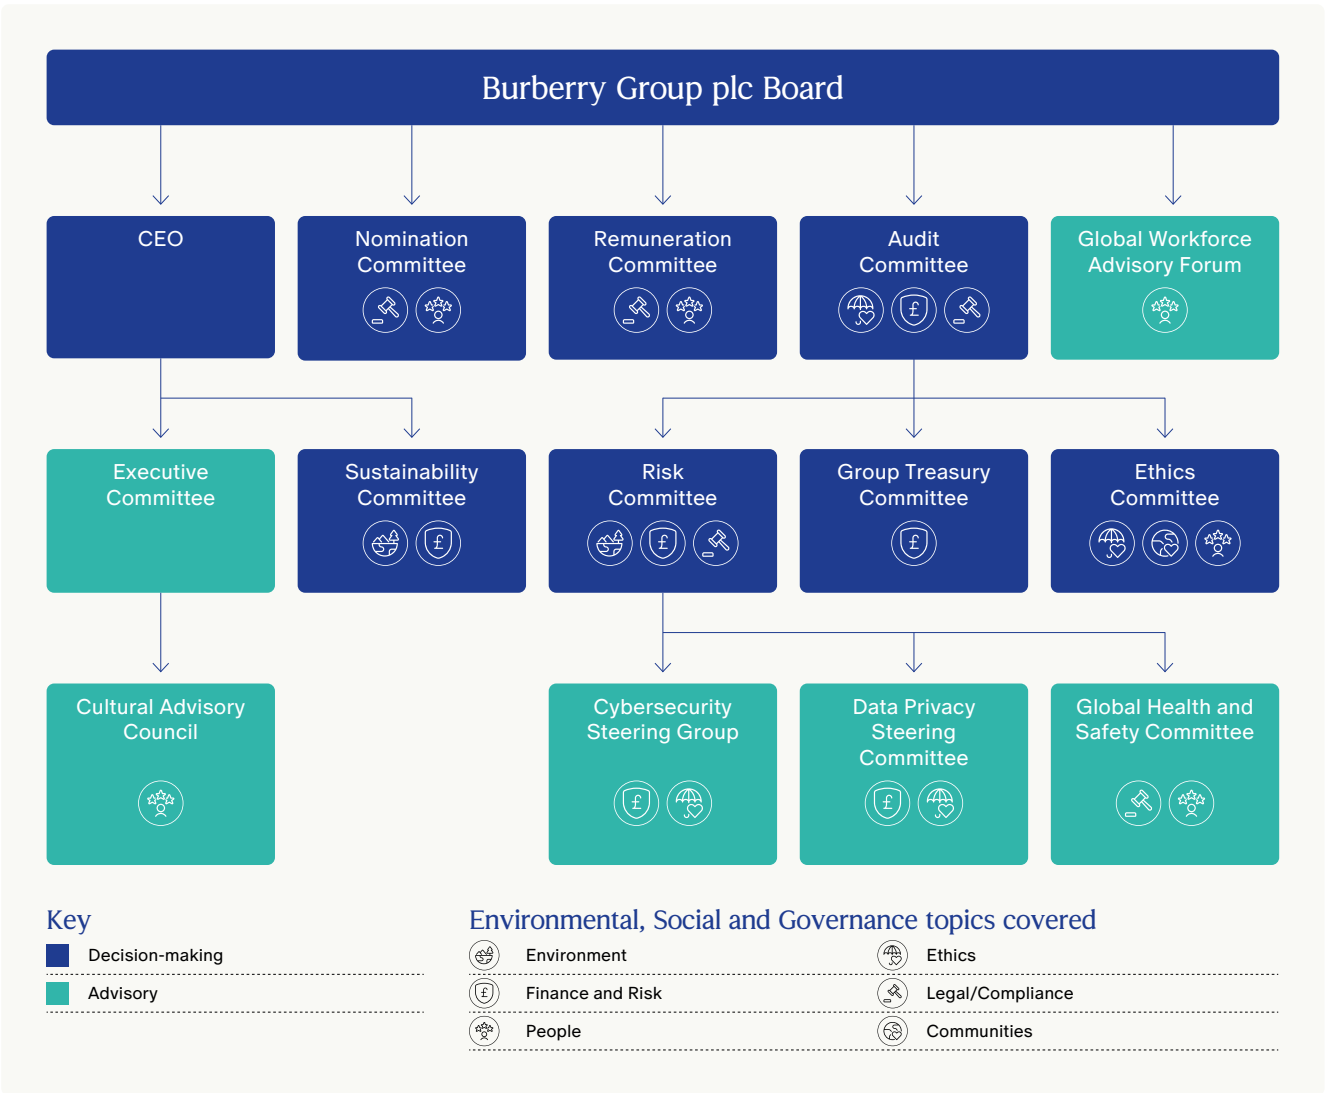 Burberry Group plc Board
CEO
Nomination
Committee
Remuneration
Committee
Audit
Committee
£
Global Workforce
Advisory Forum
Executive
Committee
Sustainability
Committee
£
Risk
Committee
£
Group Treasury
Committee
£
Ethics
Committee
Cultural Advisory
Council
Cybersecurity
Steering Group
£
Data Privacy
Steering
Committee
£
Global Health and
Safety Committee
Key
Decision-making
Advisory
Environmental, Social and Governance topics covered
Environment
£
Finance and Risk
People
Ethics
Legal/Compliance
Communities